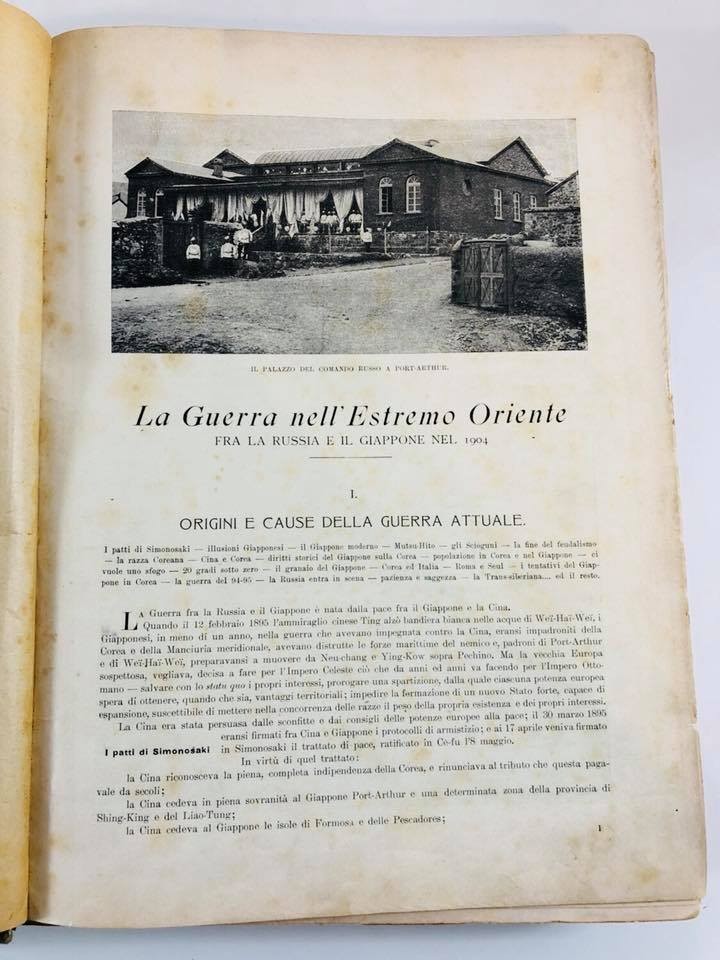 IL PALAZZO DEL COMANDO RUSSO A PORT-ARTHUR.
La Guerra nell'Estremo Oriente
FRA LA RUSSIA E IL GIAPPONE NEL 1904
I.
ORIGINI E CAUSE DELLA GUERRA ATTUALE.
I patti di Simonosaki — illusioni Giapponesi — il Giappone moderno — Mutsu-Hito — gli Scioguni — la fine del feudalismo
— la razza Coreana — Cina e Corea — diritti storici del Giappone sulla Corea — popolazione in Corea e nel Giappone — ci
vuole uno sfogo — 20 gradi sotto zero — il granaio del Giappone — Corea ed Italia — Roma e Seul — i tentativi del Giap-
pone in Corea — la guerra del 94-95 — la Russia entra in scena — pazienza e saggezza — la Trans-siberiana... ed il resto.
LA Guerra fra la Russia e il Giappone è nata dalla pace fra il Giappone e la Cina.
Quando il 12 febbraio 1895 l'ammiraglio cinese Ting alzò bandiera bianca nelle acque di Weï-Haï-Weï, i
Giapponesi, in meno di un anno, nella guerra che avevano impegnata contro la Cina, eransi impadroniti della
Corea e della Manciuria meridionale, avevano distrutte le forze marittime del nemico e, padroni di Port-Arthur
e di Weï-Haï-Weï, preparavansi a muovere da Neu-chang e Ying-Kow sopra Pechino. Ma la vecchia Europa
sospettosa, vegliava, decisa a fare per l'Impero Celeste ciò che da anni ed anni va facendo per l'Impero Otto-
mano — salvare con lo statu quo i propri interessi, prorogare una spartizione, dalla quale ciascuna potenza europea
spera di ottenere, quando che sia, vantaggi territoriali; impedire la formazione di un nuovo Stato forte, capace di
espansione, suscettibile di mettere nella concorrenza delle razze il peso della propria esistenza e dei propri interessi.
La Cina era stata persuasa dalle sconfitte e dai consigli delle potenze europee alla pace; il 30 marzo 1895
eransi firmati fra Cina e Giappone i protocolli di armistizio; e ai 17 aprile veniva firmato
I patti di Simonosaki in Simonosaki il trattato di pace, ratificato in Ce-fu l'8 maggio.
In virtù di quel trattato:
la Cina riconosceva la piena, completa indipendenza della Corea, e rinunciava al tributo che questa paga-
vale da secoli;
la Cina cedeva in piena sovranità al Giappone Port-Arthur e una determinata zona della provincia di
Shing-King e del Liao-Tung;
la Cina cedeva al Giappone le isole di Formosa e delle Pescadores;
1